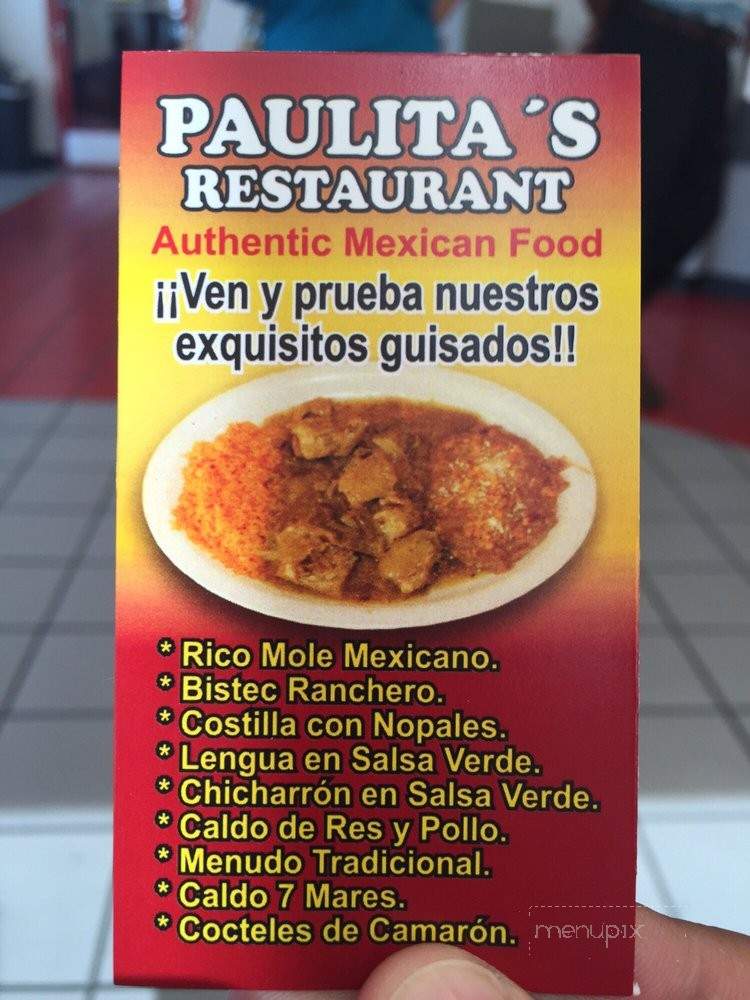 PAULITA´S
RESTAURANT
Authentic Mexican Food
¡¡Ven y prueba nuestros
exquisitos guisados!!
* Rico Mole Mexicano.
* Bistec Ranchero.
* Costilla con Nopales.
* Lengua en Salsa Verde.
* Chicharrón en Salsa Verde.
* Caldo de Res y Pollo.
* Menudo Tradicional.
* Caldo 7 Mares.
* Cocteles de Camarón.
menupix